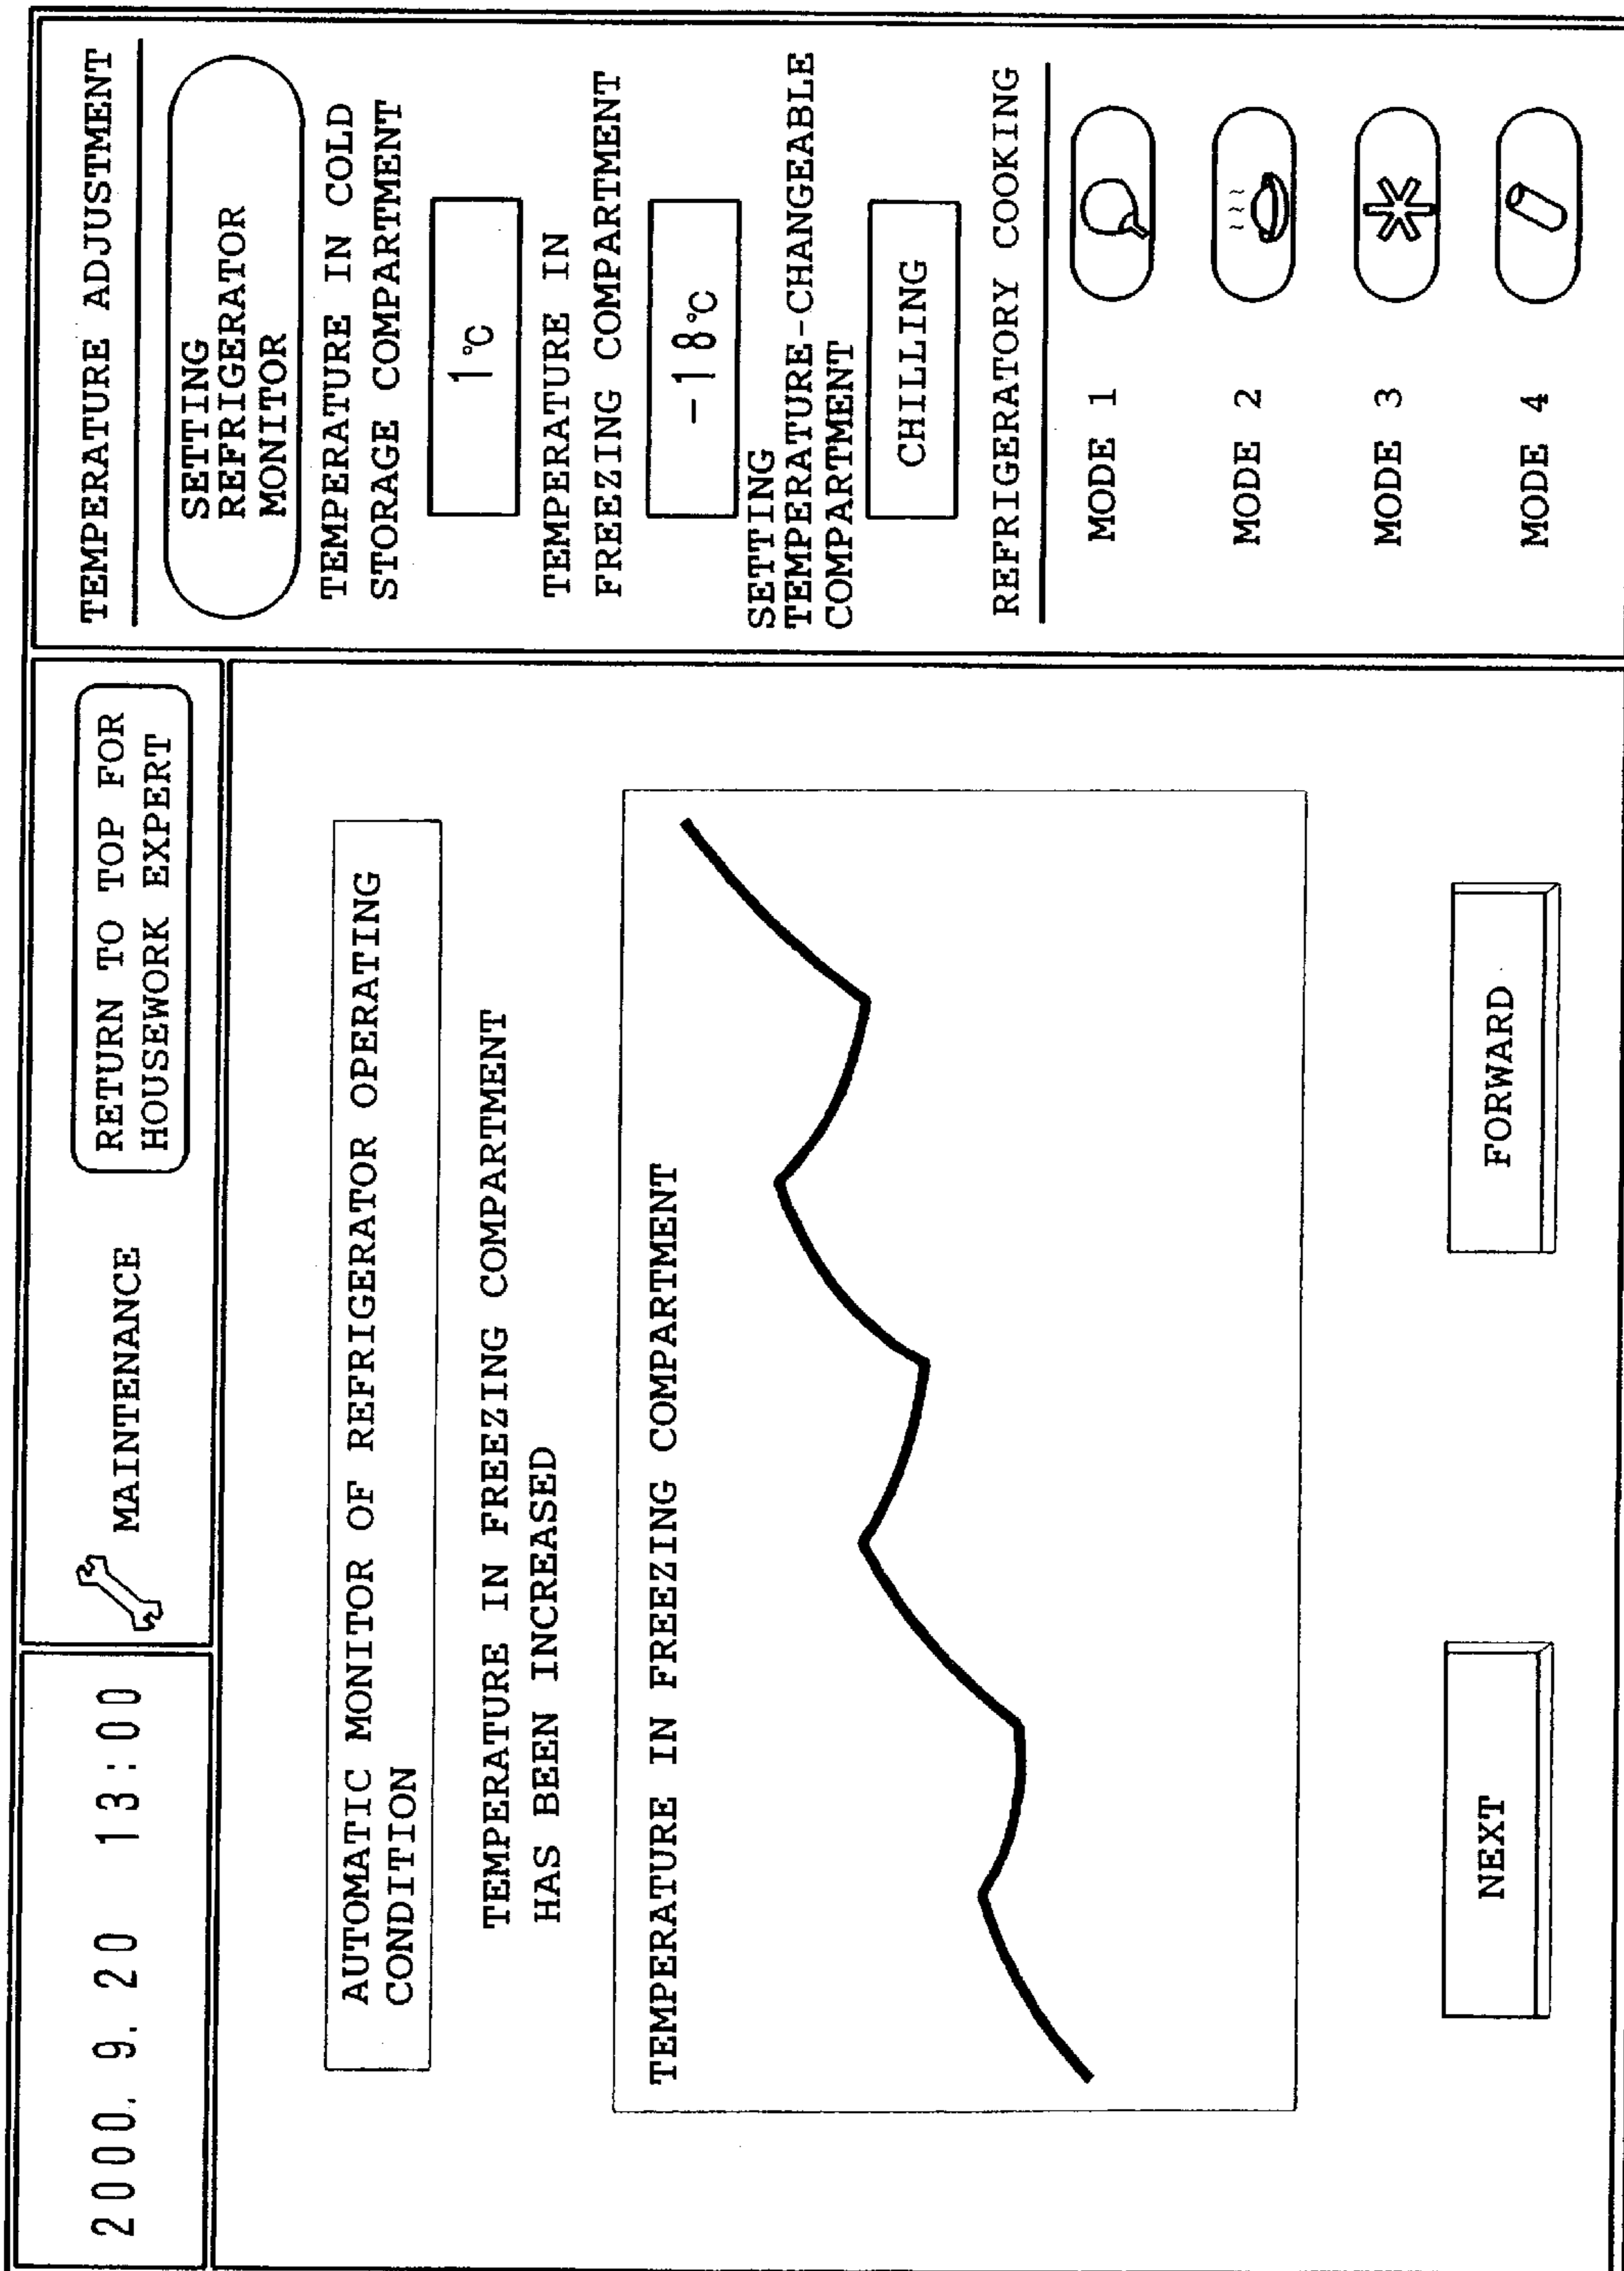 2000. 9. 20 13:00
MAINTENANCE
RETURN TO TOP FOR
HOUSEWORK EXPERT
AUTOMATIC MONITOR OF REFRIGERATOR OPERATING
CONDITION
TEMPERATURE IN FREEZING COMPARTMENT
HAS BEEN INCREASED
TEMPERATURE IN FREEZING COMPARTMENT
NEXT
FORWARD
TEMPERATURE ADJUSTMENT
SETTING
REFRIGERATOR
MONITOR
TEMPERATURE IN COLD
STORAGE COMPARTMENT
1℃
TEMPERATURE IN
FREEZING COMPARTMENT
-18℃
SETTING
TEMPERATURE-CHANGEABLE
COMPARTMENT
CHILLING
REFRIGERATORY COOKING
MODE 1
MODE 2
MODE 3
MODE 4